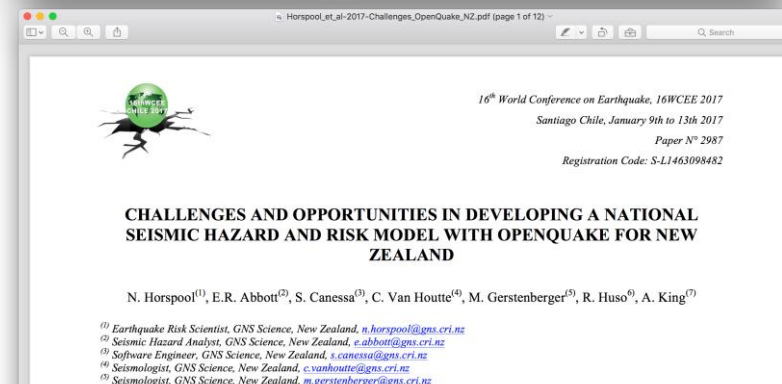 Horspool_et_al-2017-Challenges_OpenQuake_NZ.pdf (page 1 of 12)
Search
16thWCEE
CHILE 2017
16th World Conference on Earthquake, 16WCEE 2017
Santiago Chile, January 9th to 13th 2017
Paper N° 2987
Registration Code: S-L1463098482
CHALLENGES AND OPPORTUNITIES IN DEVELOPING A NATIONAL
SEISMIC HAZARD AND RISK MODEL WITH OPENQUAKE FOR NEW
ZEALAND
N. Horspool(1), E.R. Abbott(2), S. Canessa(3), C. Van Houtte(4), M. Gerstenberger(5), R. Huso6), A. King(7)
(1) Earthquake Risk Scientist, GNS Science, New Zealand, n.horspool@gns.cri.nz
(2) Seismic Hazard Analyst, GNS Science, New Zealand, e.abbott@gns.cri.nz
(3) Software Engineer, GNS Science, New Zealand, s.canessa@gns.cri.nz
(4) Seismologist, GNS Science, New Zealand, c.vanhoutte@gns.cri.nz
(5) Seismologist, GNS Science, New Zealand, m.gerstenberger@gns.cri.nz